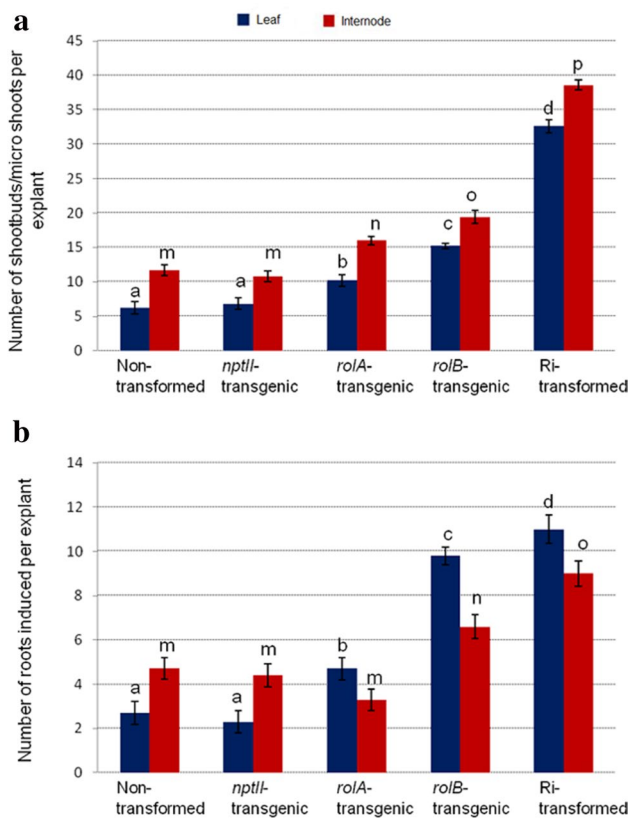 a
Leaf Internode
Number of shootbuds/micro shoots per
explant
45
40
35
30
25
20
15
10
5
0
a m a m b n c o d p
Non-
transformed
nptII-
transgenic
rolA-
transgenic
rolB-
transgenic
Ri-
transformed
b
Number of roots induced per explant
14
12
10
8
6
4
2
0
a m a m b m c n d o
Non-
transformed
nptII-
transgenic
rolA-
transgenic
rolB-
transgenic
Ri-
transformed